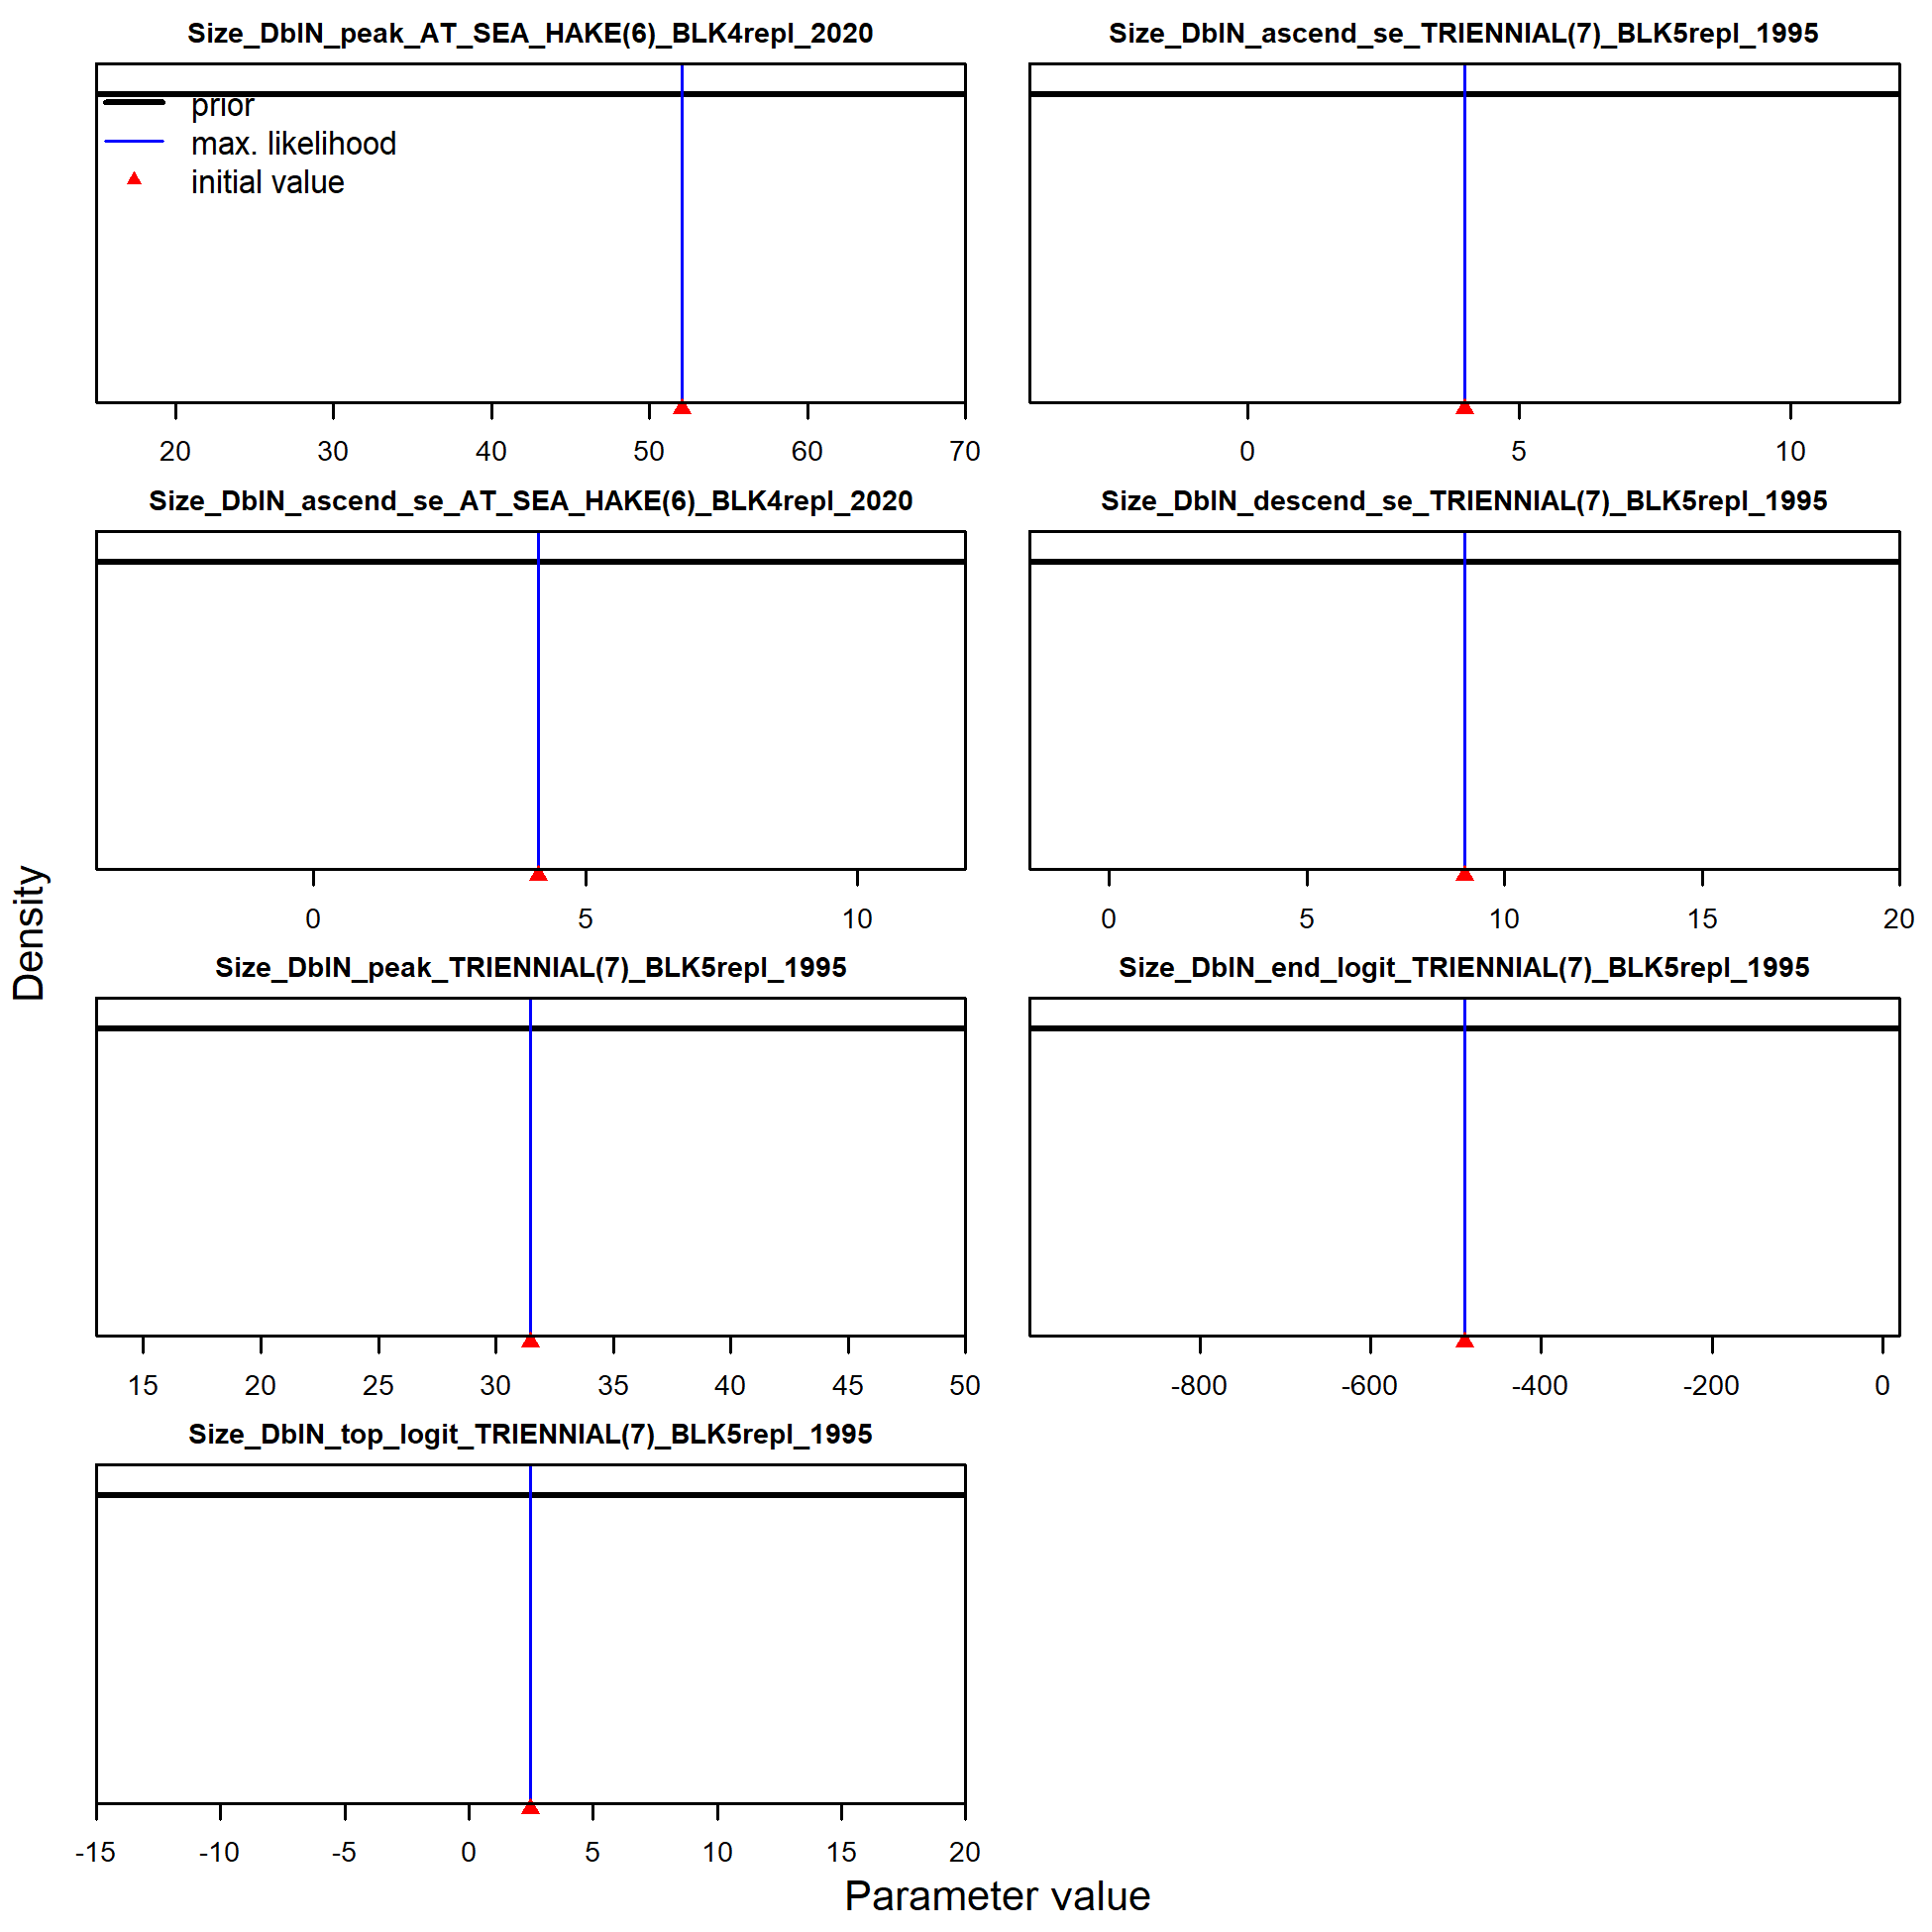 Size_DblN_peak_AT_SEA_HAKE(6)_BLK4repl_2020
prior
max. likelihood
initial value
20 30 40 50 60 70
Size_DblN_ascend_se_TRIENNIAL(7)_BLK5repl_1995
0 5 10
Size_DblN_ascend_se_AT_SEA_HAKE(6)_BLK4repl_2020
0 5 10
Size_DblN_descend_se_TRIENNIAL(7)_BLK5repl_1995
0 5 10 15 20
Density
Size_DblN_peak_TRIENNIAL(7)_BLK5repl_1995
15 20 25 30 35 40 45 50
Size_DblN_end_logit_TRIENNIAL(7)_BLK5repl_1995
-800 -600 -400 -200 0
Size_DblN_top_logit_TRIENNIAL(7)_BLK5repl_1995
-15 -10 -5 0 5 10 15 20
Parameter value